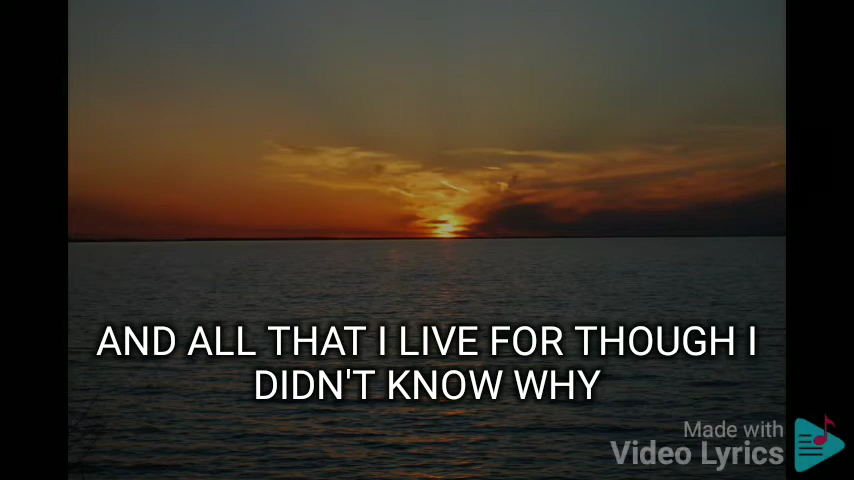 AND ALL THAT I LIVE FOR THOUGH I
DIDN'T KNOW WHY
Made with
Video Lyrics